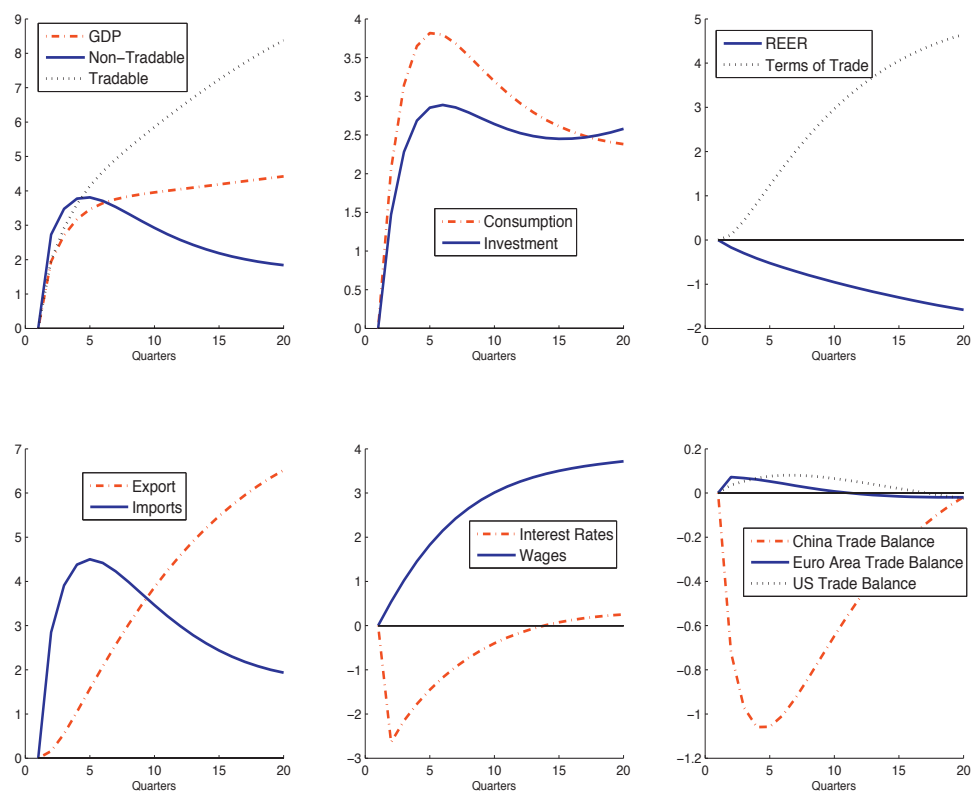 9
8
7
6
5
4
3
2
1
0
GDP
Non−Tradable
Tradable
0 5 10 15 20
Quarters
4
3.5
3
2.5
2
1.5
1
0.5
0
Consumption
Investment
0 5 10 15 20
Quarters
5
4
3
2
1
0
−1
−2
REER
Terms of Trade
0 5 10 15 20
Quarters
7
6
5
4
3
2
1
0
Export
Imports
0 5 10 15 20
Quarters
4
3
2
1
0
−1
−2
−3
Interest Rates
Wages
0 5 10 15 20
Quarters
0.2
0
−0.2
−0.4
−0.6
−0.8
−1
−1.2
China Trade Balance
Euro Area Trade Balance
US Trade Balance
0 5 10 15 20
Quarters